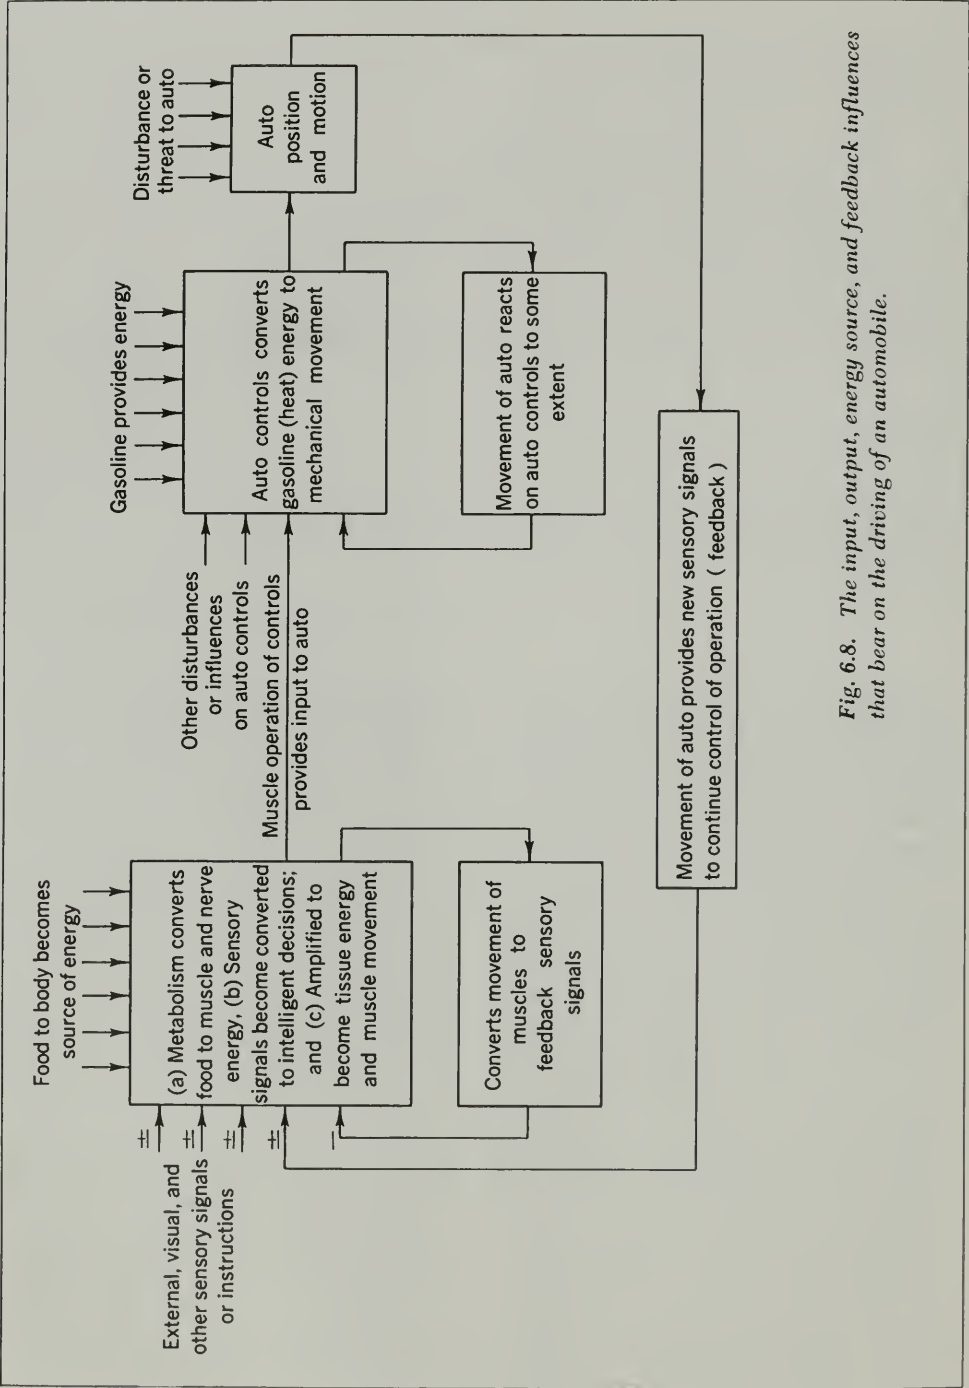 Food to body becomes
source of energy
External, visual, and
other sensory signals
or instructions
±
±
±
±
−
(a) Metabolism converts
food to muscle and nerve
energy, (b) Sensory
signals become converted
to intelligent decisions;
and (c) Amplified to
become tissue energy
and muscle movement
Converts movement of
muscles to
feedback sensory
signals
Muscle operation of controls
provides input to auto
Other disturbances
or influences
on auto controls
Gasoline provides energy
Auto controls converts
gasoline (heat) energy to
mechanical movement
Movement of auto reacts
on auto controls to some
extent
Disturbance or
threat to auto
Auto
position
and motion
Movement of auto provides new sensory signals
to continue control of operation ( feedback )
Fig. 6.8. The input, output, energy source, and feedback influences
that bear on the driving of an automobile.